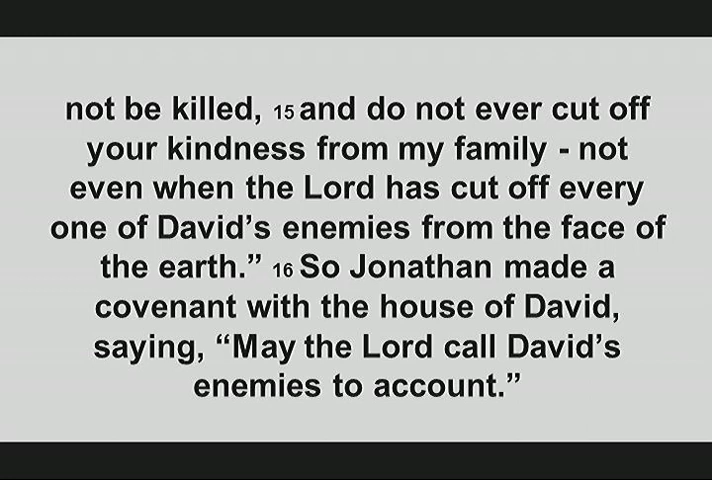 not be killed, 15 and do not ever cut off
your kindness from my family - not
even when the Lord has cut off every
one of David’s enemies from the face of
the earth.” 16 So Jonathan made a
covenant with the house of David,
saying, “May the Lord call David’s
enemies to account.”